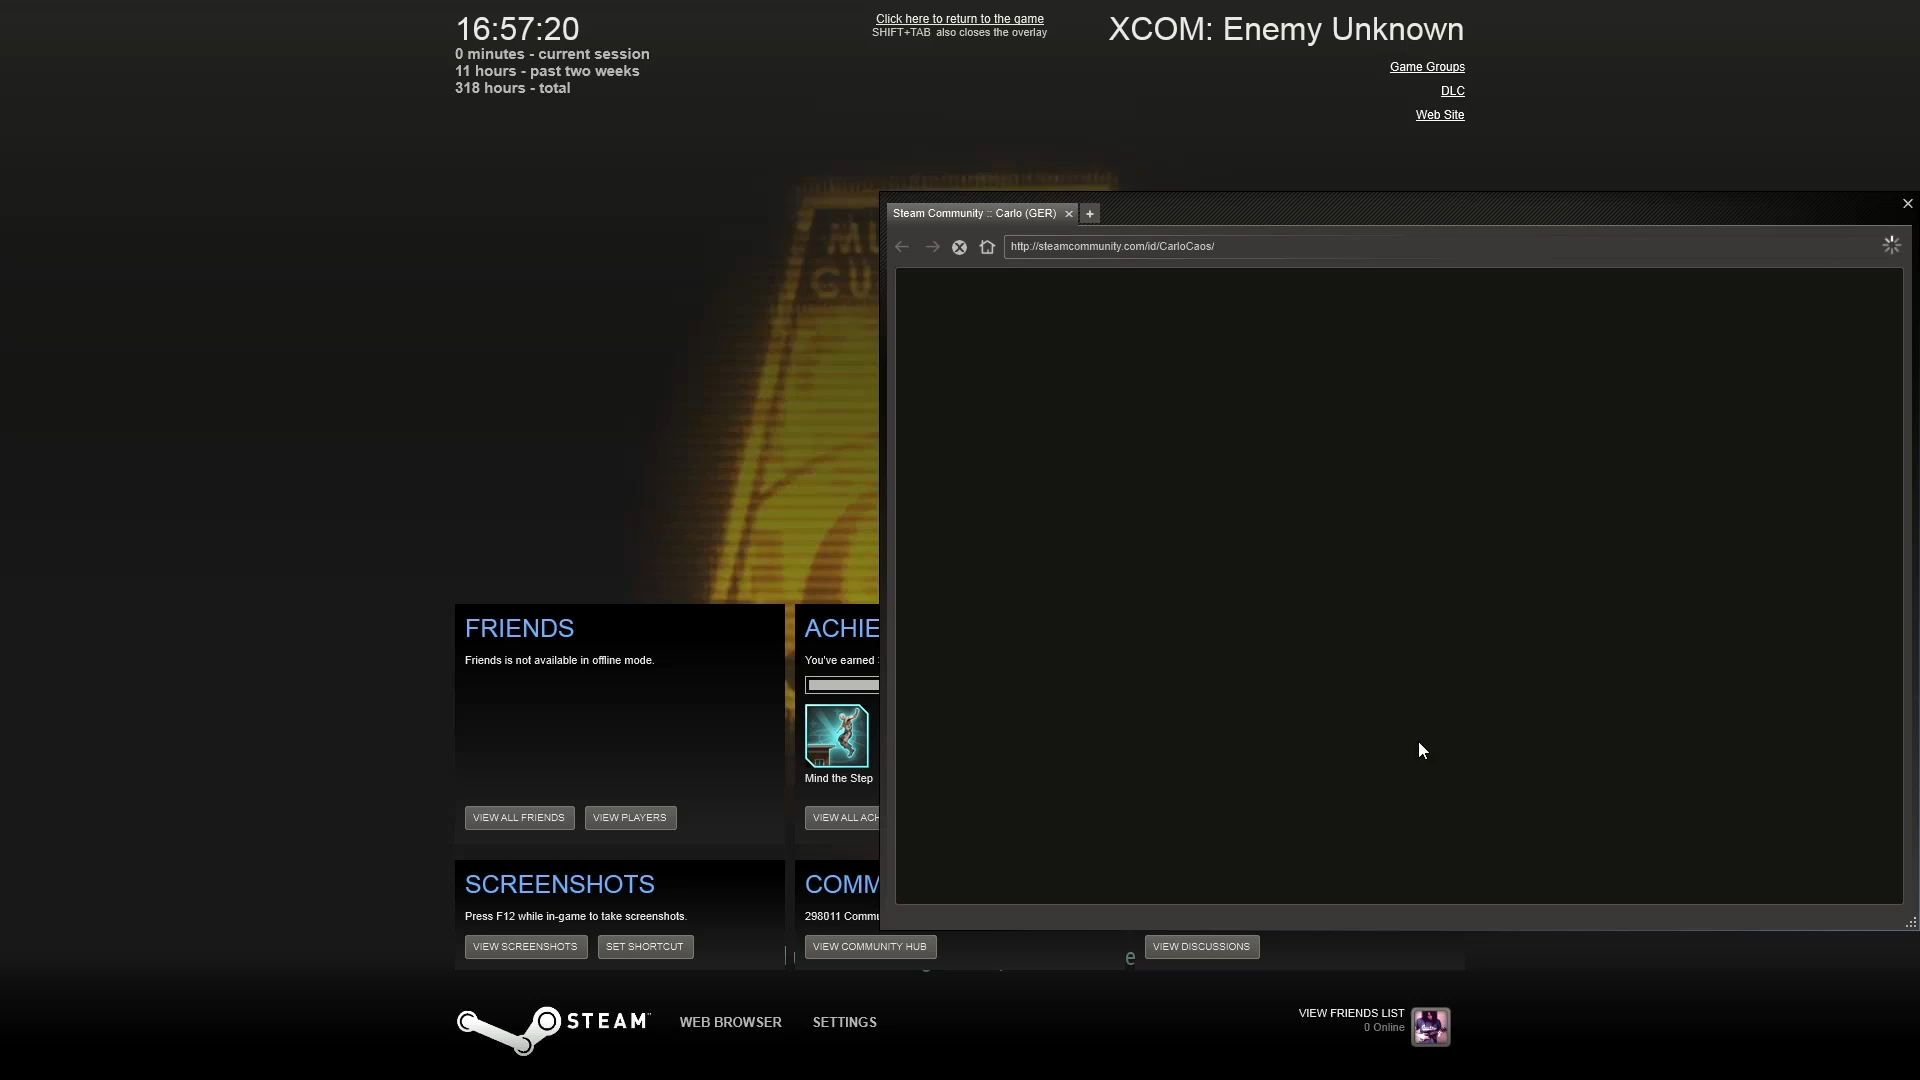 16:57:20
0 minutes - current session
11 hours - past two weeks
318 hours - total
Click here to return to the game
SHIFT+TAB also closes the overlay
XCOM: Enemy Unknown
Game Groups
DLC
Web Site
MU
GU
Steam Community :: Carlo (GER)
http://steamcommunity.com/id/CarloCaos/
FRIENDS
Friends is not available in offline mode.
VIEW ALL FRIENDS
VIEW PLAYERS
ACHIE
You've earned
Mind the Step
VIEW ALL ACH
SCREENSHOTS
Press F12 while in-game to take screenshots.
VIEW SCREENSHOTS
SET SHORTCUT
COMM
298011 Commu
VIEW COMMUNITY HUB
VIEW DISCUSSIONS
STEAM
WEB BROWSER
SETTINGS
VIEW FRIENDS LIST
0 Online